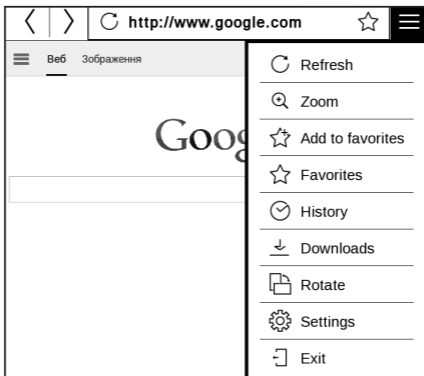 http://www.google.com
Веб Зображення
Goog
Refresh
Zoom
Add to favorites
Favorites
History
Downloads
Rotate
Settings
Exit